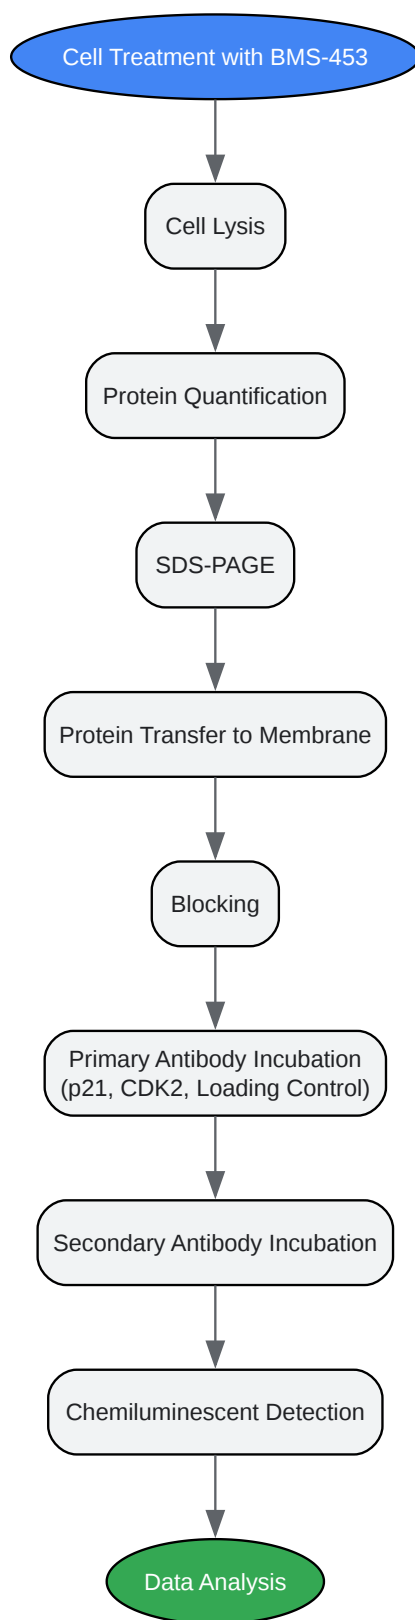 Cell Treatment with BMS-453
Cell Lysis
Protein Quantification
SDS-PAGE
Protein Transfer to Membrane
Blocking
Primary Antibody Incubation
(p21, CDK2, Loading Control)
Secondary Antibody Incubation
Chemiluminescent Detection
Data Analysis